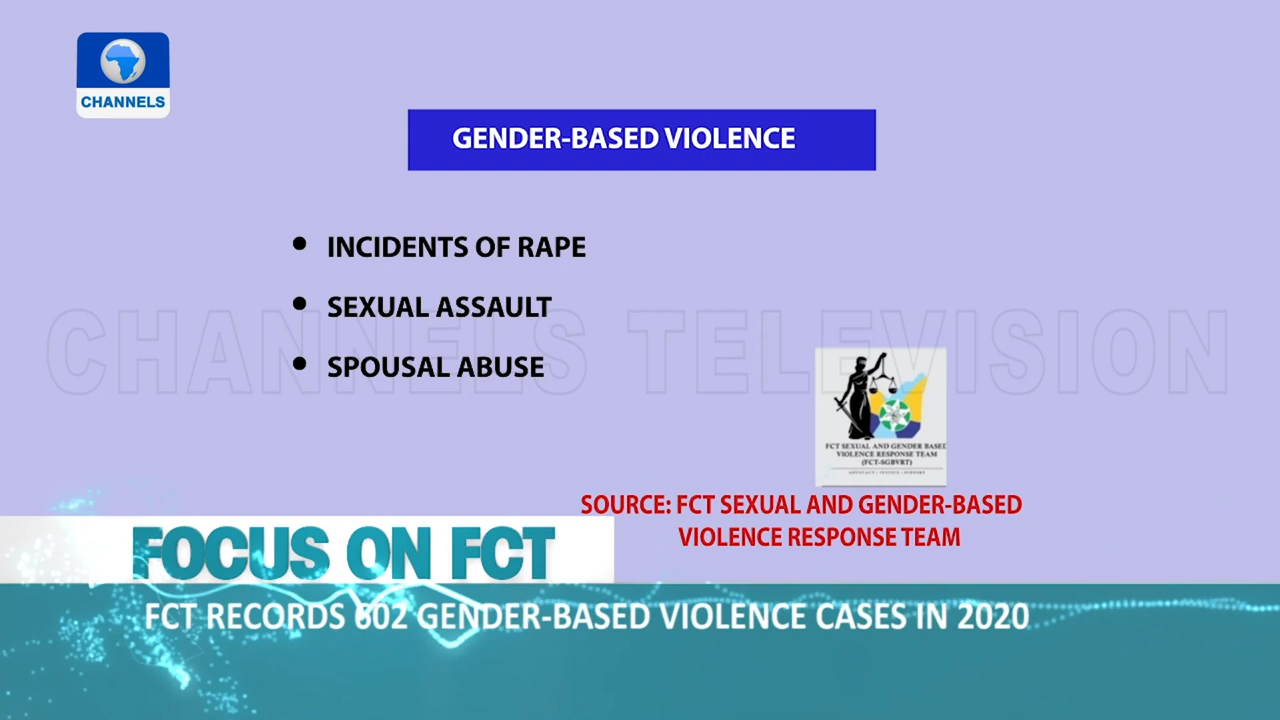 CHANNELS
GENDER-BASED VIOLENCE
• INCIDENTS OF RAPE
• SEXUAL ASSAULT
• SPOUSAL ABUSE
CHANNELS TELEVISION
FCT SEXUAL AND GENDER BASED
VIOLENCE RESPONSE TEAM
(FCT-SGBVRT)
SOURCE: FCT SEXUAL AND GENDER-BASED
VIOLENCE RESPONSE TEAM
FOCUS ON FCT
FCT RECORDS 602 GENDER-BASED VIOLENCE CASES IN 2020